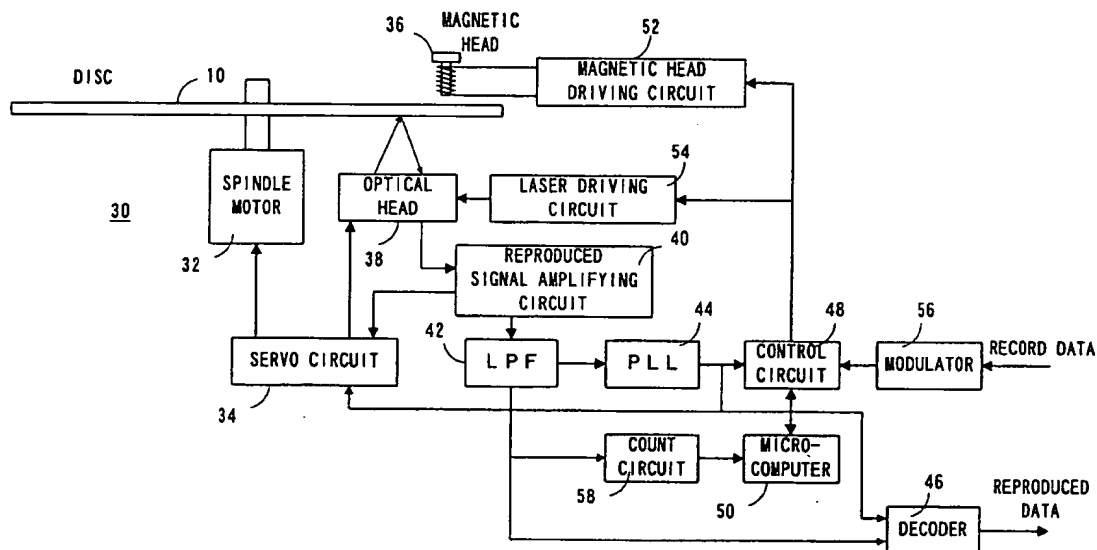 36
MAGNETIC
HEAD
52
MAGNETIC HEAD
DRIVING CIRCUIT
DISC
10
54
SPINDLE
MOTOR
32
30
OPTICAL
HEAD
38
LASER DRIVING
CIRCUIT
40
REPRODUCED
SIGNAL AMPLIFYING
CIRCUIT
SERVO CIRCUIT
34
42
LPF
44
PLL
48
CONTROL
CIRCUIT
56
MODULATOR
RECORD DATA
COUNT
CIRCUIT
58
MICRO-
COMPUTER
50
46
DECODER
REPRODUCED
DATA